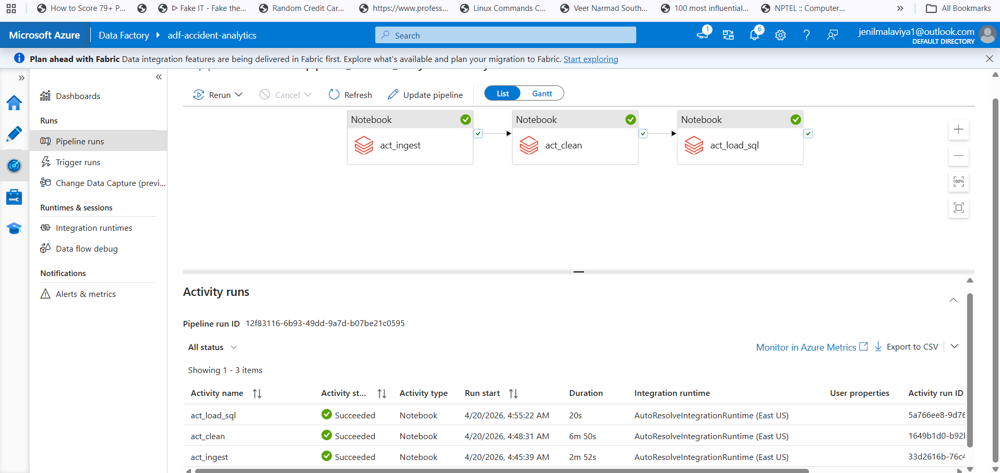 How to Score 79+ P...
ᐅ Fake IT - Fake the...
Random Credit Car...
https://www.profess...
Linux Commands C...
Veer Narmad South...
100 most influential...
NPTEL :: Computer...
All Bookmarks
Microsoft Azure
Data Factory
adf-accident-analytics
Search
1
6
jenilmalaviya1@outlook.com
DEFAULT DIRECTORY
Plan ahead with Fabric Data integration features are being delivered in Fabric first. Explore what's available and plan your migration to Fabric. Start exploring
Dashboards
Runs
Pipeline runs
Trigger runs
Change Data Capture (previ...
Runtimes & sessions
Integration runtimes
Data flow debug
Notifications
Alerts & metrics
Rerun
Cancel
Refresh
Update pipeline
List
Gantt
Notebook
act_ingest
Notebook
act_clean
Notebook
act_load_sql
100%
Activity runs
Pipeline run ID 12f83116-6b93-49dd-9a7d-b07be21c0595
All status
Monitor in Azure Metrics
Export to CSV
Showing 1 - 3 items
Activity name Activity st... Activity type Run start Duration Integration runtime User properties Activity run ID
act_load_sql Succeeded Notebook 4/20/2026, 4:55:22 AM 20s AutoResolveIntegrationRuntime (East US) 5a766ee8-9d76
act_clean Succeeded Notebook 4/20/2026, 4:48:31 AM 6m 50s AutoResolveIntegrationRuntime (East US) 1649b1d0-b92b
act_ingest Succeeded Notebook 4/20/2026, 4:45:39 AM 2m 52s AutoResolveIntegrationRuntime (East US) 33d2616b-76c4